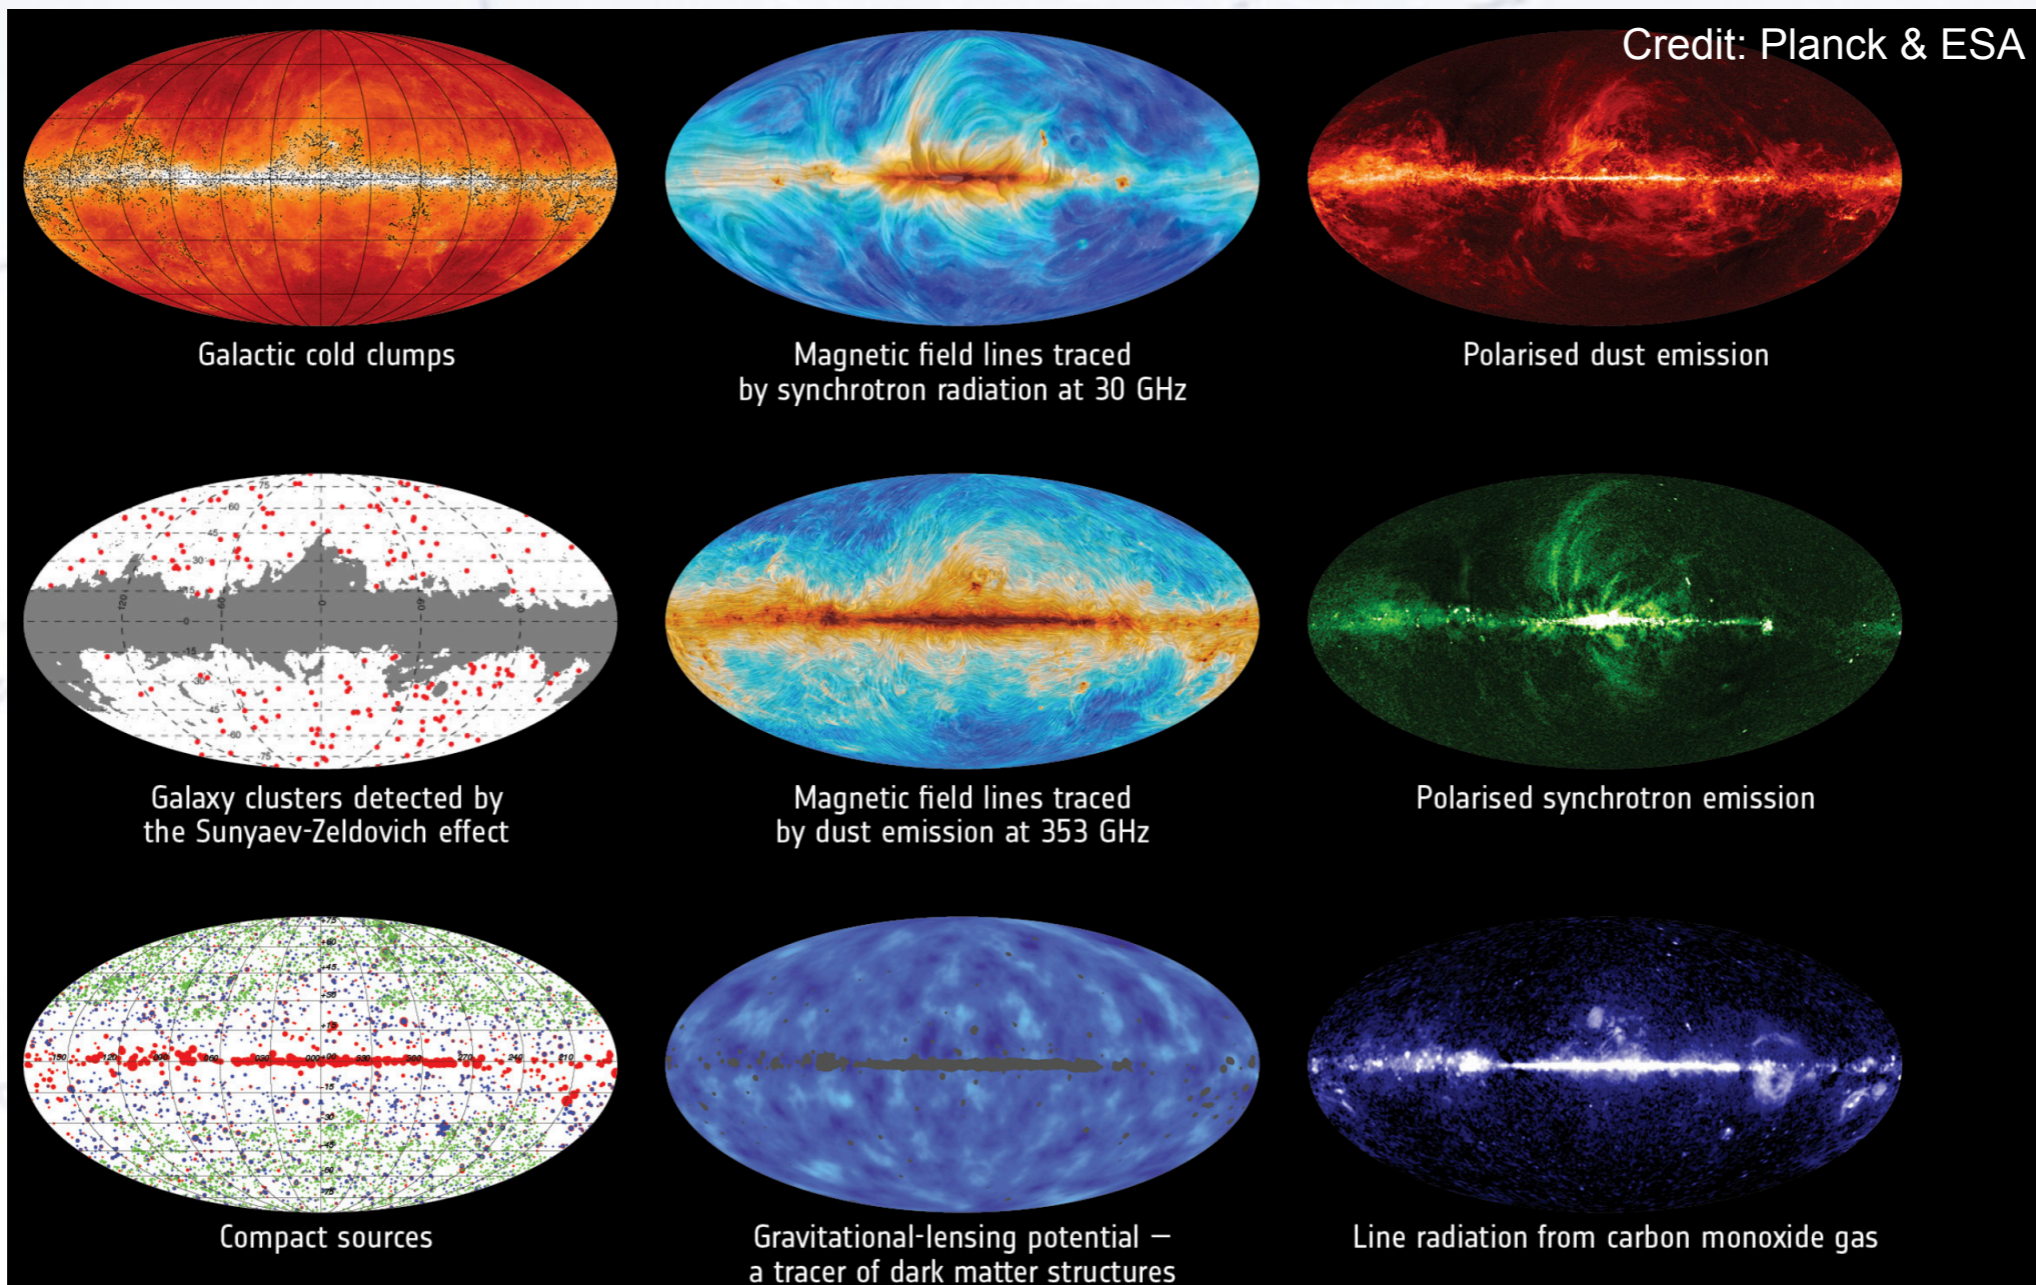 Credit: Planck & ESA
Galactic cold clumps
Magnetic field lines traced
by synchrotron radiation at 30 GHz
Polarised dust emission
Galaxy clusters detected by
the Sunyaev-Zeldovich effect
Magnetic field lines traced
by dust emission at 353 GHz
Polarised synchrotron emission
Compact sources
Gravitational-lensing potential –
a tracer of dark matter structures
Line radiation from carbon monoxide gas